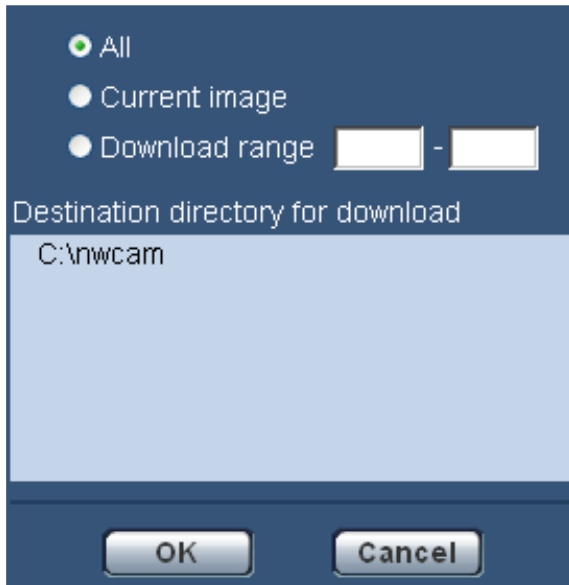 All
Current image
Download range -
Destination directory for download
C:\nwcam
OK Cancel